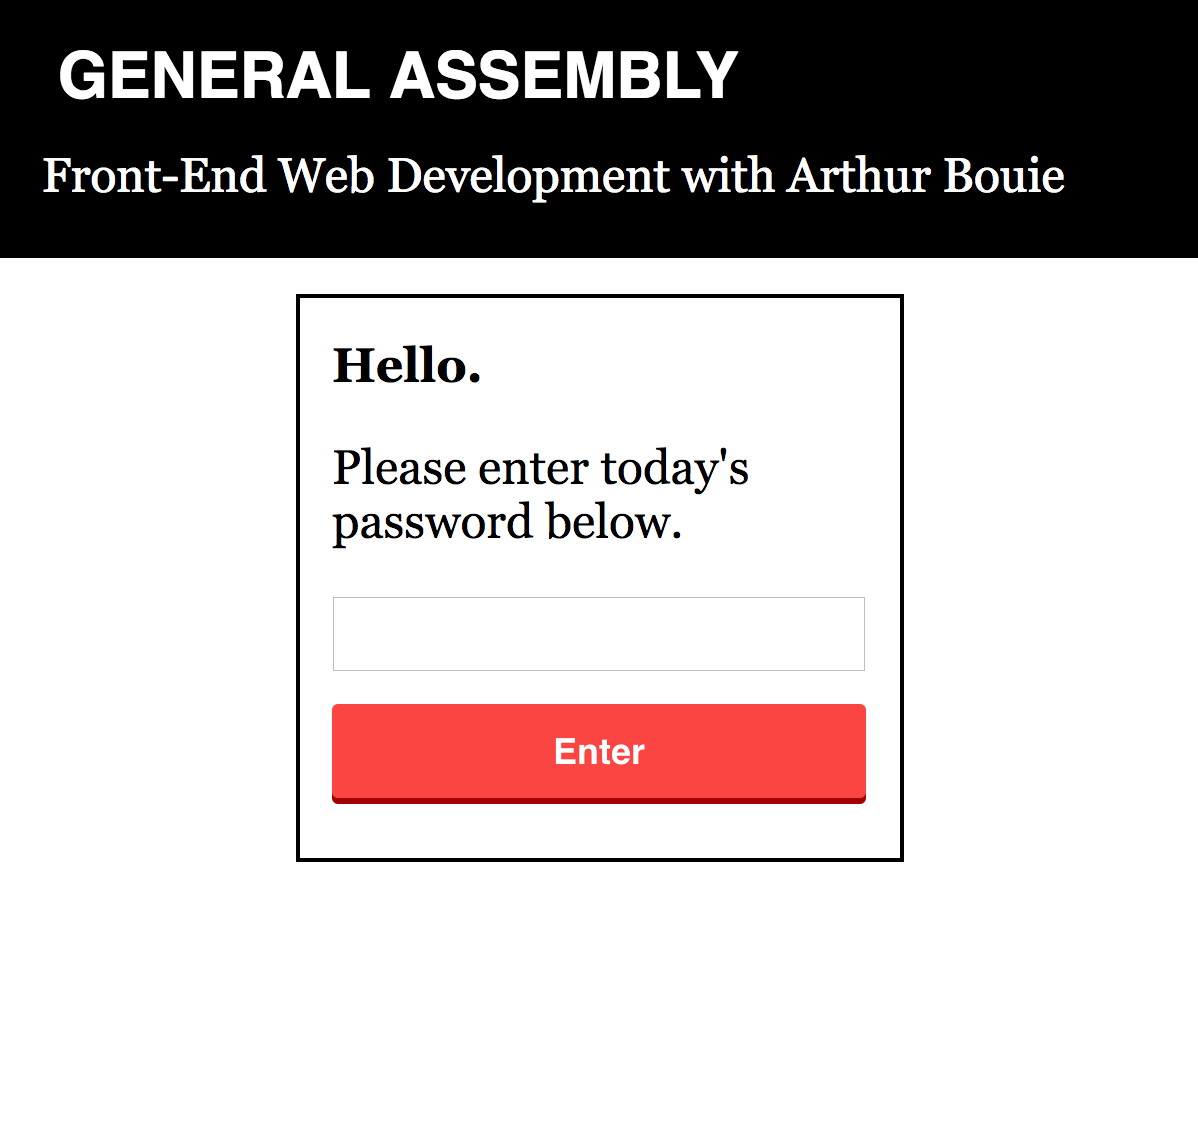 GENERAL ASSEMBLY
Front-End Web Development with Arthur Bouie
Hello.
Please enter today's
password below.
Enter